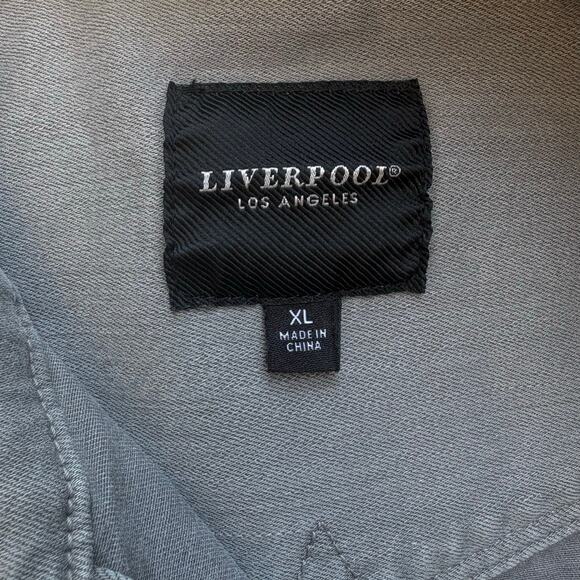 LIVERPOOL®
LOS ANGELES
XL
MADE IN
CHINA